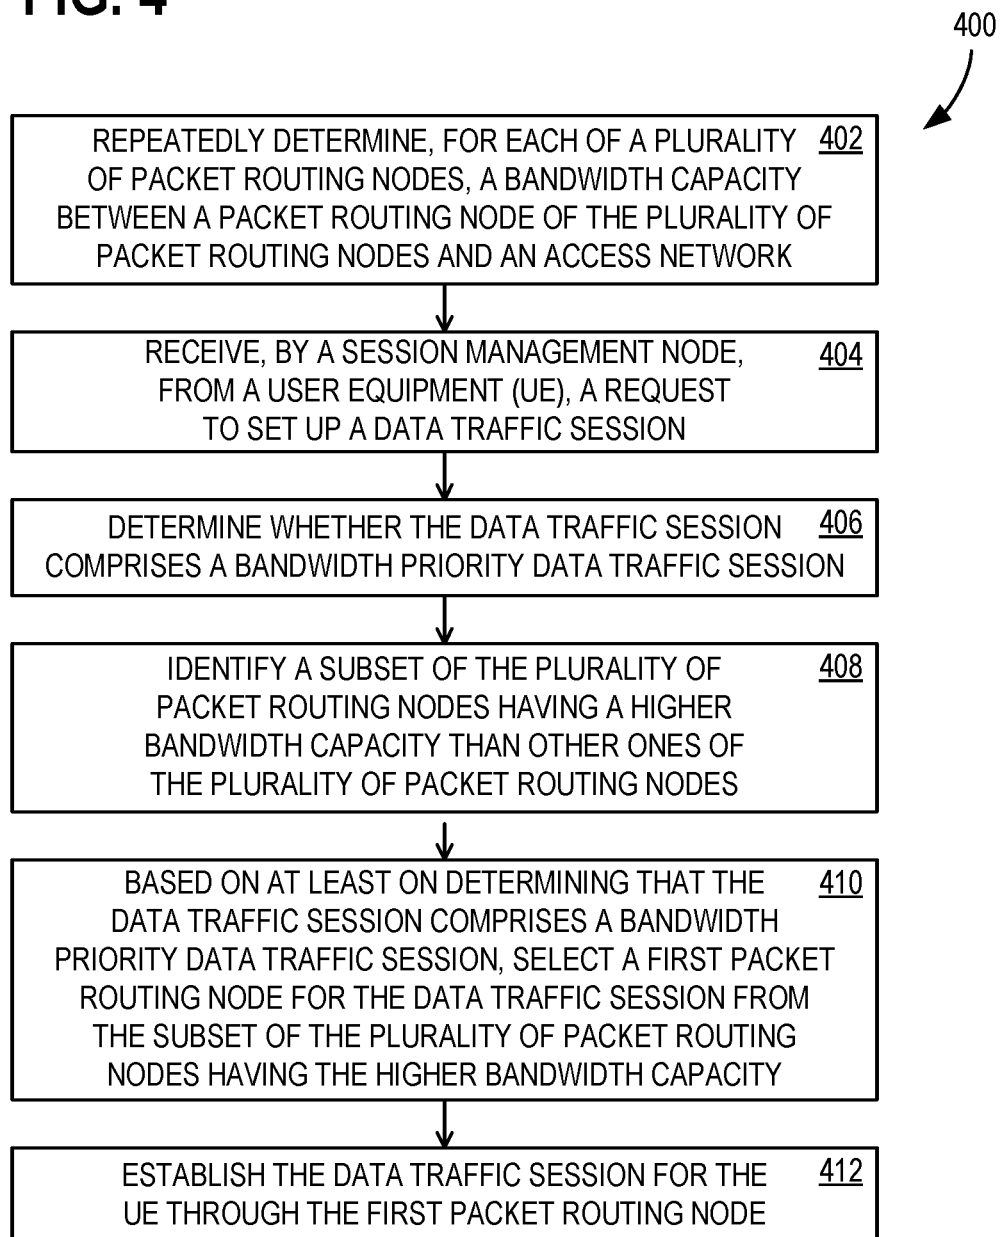 FIG. 4
400
REPEATEDLY DETERMINE, FOR EACH OF A PLURALITY 402
OF PACKET ROUTING NODES, A BANDWIDTH CAPACITY
BETWEEN A PACKET ROUTING NODE OF THE PLURALITY OF
PACKET ROUTING NODES AND AN ACCESS NETWORK
RECEIVE, BY A SESSION MANAGEMENT NODE, 404
FROM A USER EQUIPMENT (UE), A REQUEST
TO SET UP A DATA TRAFFIC SESSION
DETERMINE WHETHER THE DATA TRAFFIC SESSION 406
COMPRISES A BANDWIDTH PRIORITY DATA TRAFFIC SESSION
IDENTIFY A SUBSET OF THE PLURALITY OF 408
PACKET ROUTING NODES HAVING A HIGHER
BANDWIDTH CAPACITY THAN OTHER ONES OF
THE PLURALITY OF PACKET ROUTING NODES
BASED ON AT LEAST ON DETERMINING THAT THE 410
DATA TRAFFIC SESSION COMPRISES A BANDWIDTH
PRIORITY DATA TRAFFIC SESSION, SELECT A FIRST PACKET
ROUTING NODE FOR THE DATA TRAFFIC SESSION FROM
THE SUBSET OF THE PLURALITY OF PACKET ROUTING
NODES HAVING THE HIGHER BANDWIDTH CAPACITY
ESTABLISH THE DATA TRAFFIC SESSION FOR THE 412
UE THROUGH THE FIRST PACKET ROUTING NODE